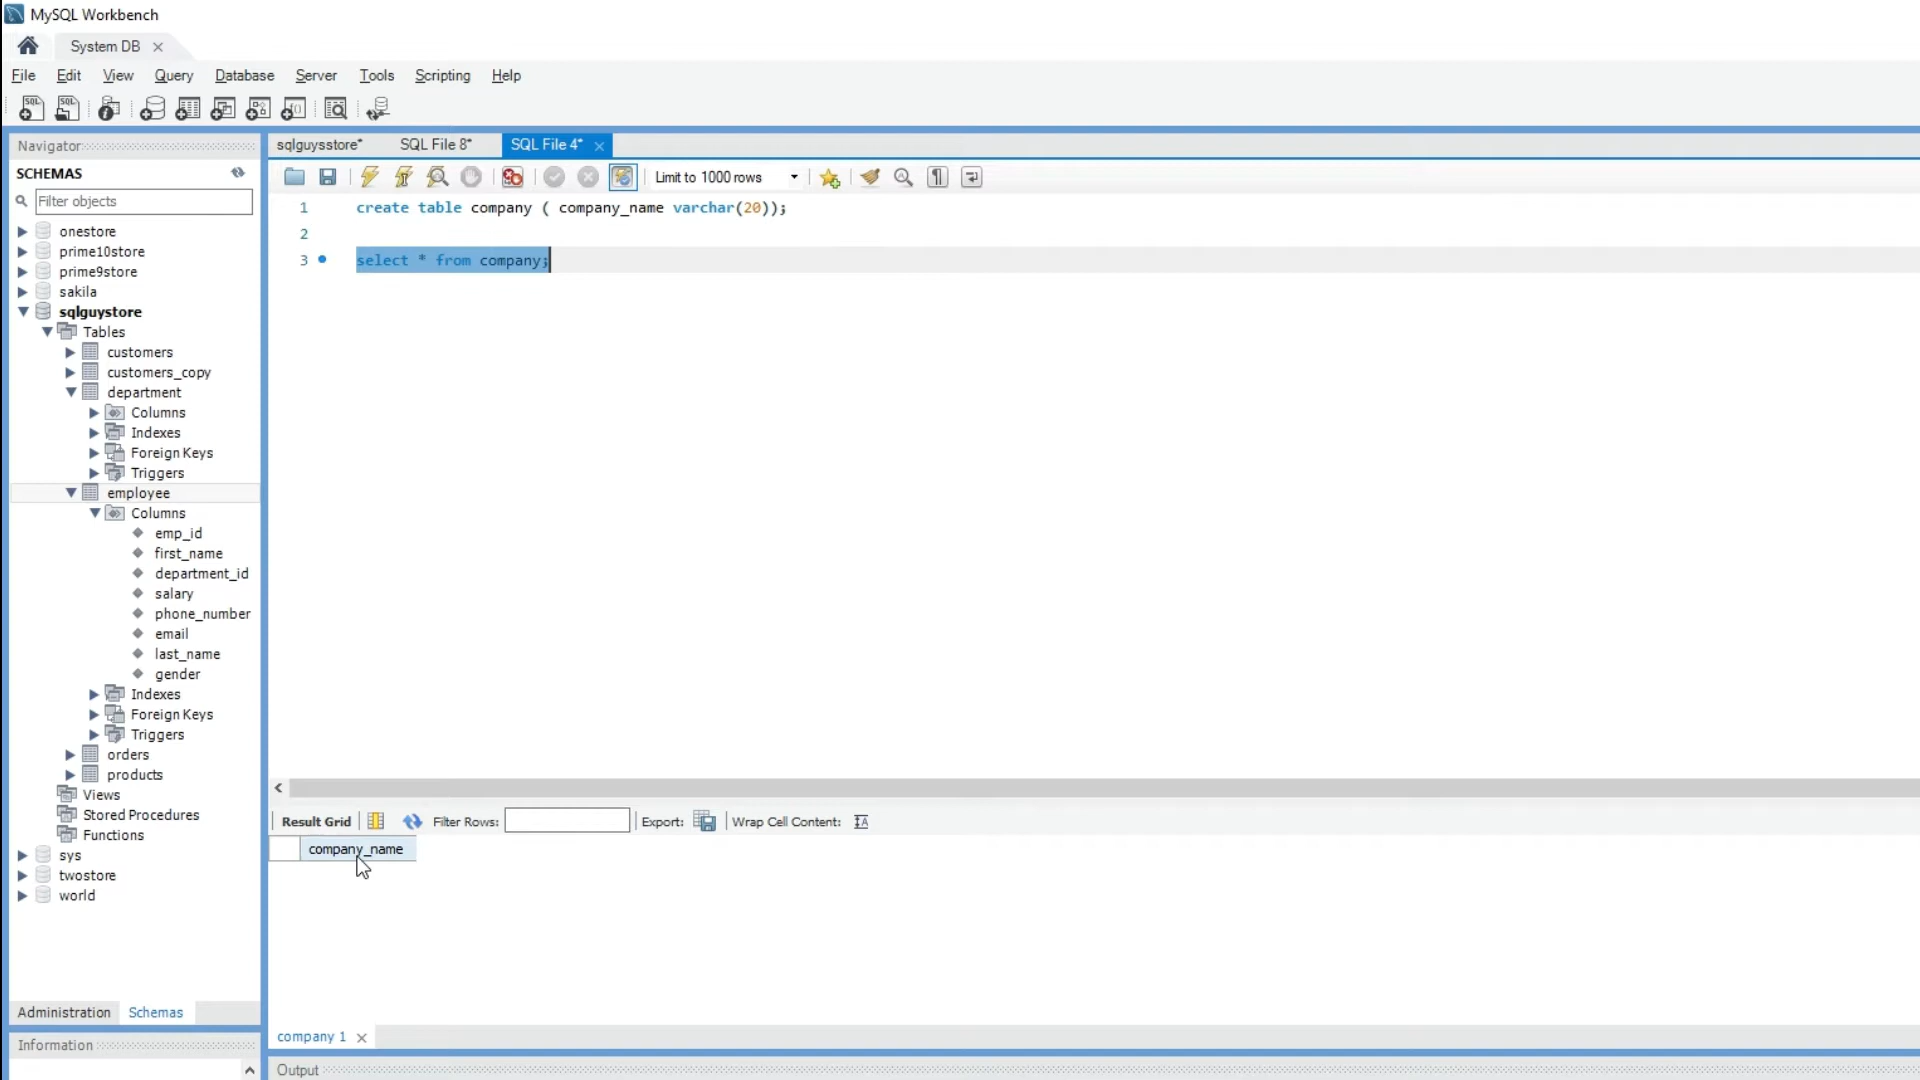 MySQL Workbench
System DB
File Edit View Query Database Server Tools Scripting Help
Navigator
SCHEMAS
Filter objects
onestore
prime10store
prime9store
sakila
sqlguystore
Tables
customers
customers_copy
department
Columns
Indexes
Foreign Keys
Triggers
employee
Columns
emp_id
first_name
department_id
salary
phone_number
email
last_name
gender
Indexes
Foreign Keys
Triggers
orders
products
Views
Stored Procedures
Functions
sys
twostore
world
Administration Schemas
Information
sqlguysstore* SQL File 8* SQL File 4*
Limit to 1000 rows
1 create table company ( company_name varchar(20));
2
3 select * from company;
Result Grid Filter Rows: Export: Wrap Cell Content:
company_name
company 1
Output